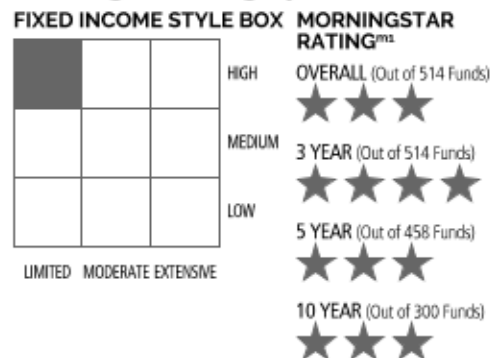 FIXED INCOME STYLE BOX
HIGH
MEDIUM
LOW
LIMITED MODERATE EXTENSIVE
MORNINGSTAR
RATINGᵐˢ
OVERALL (Out of 514 Funds)
3 YEAR (Out of 514 Funds)
5 YEAR (Out of 458 Funds)
10 YEAR (Out of 300 Funds)